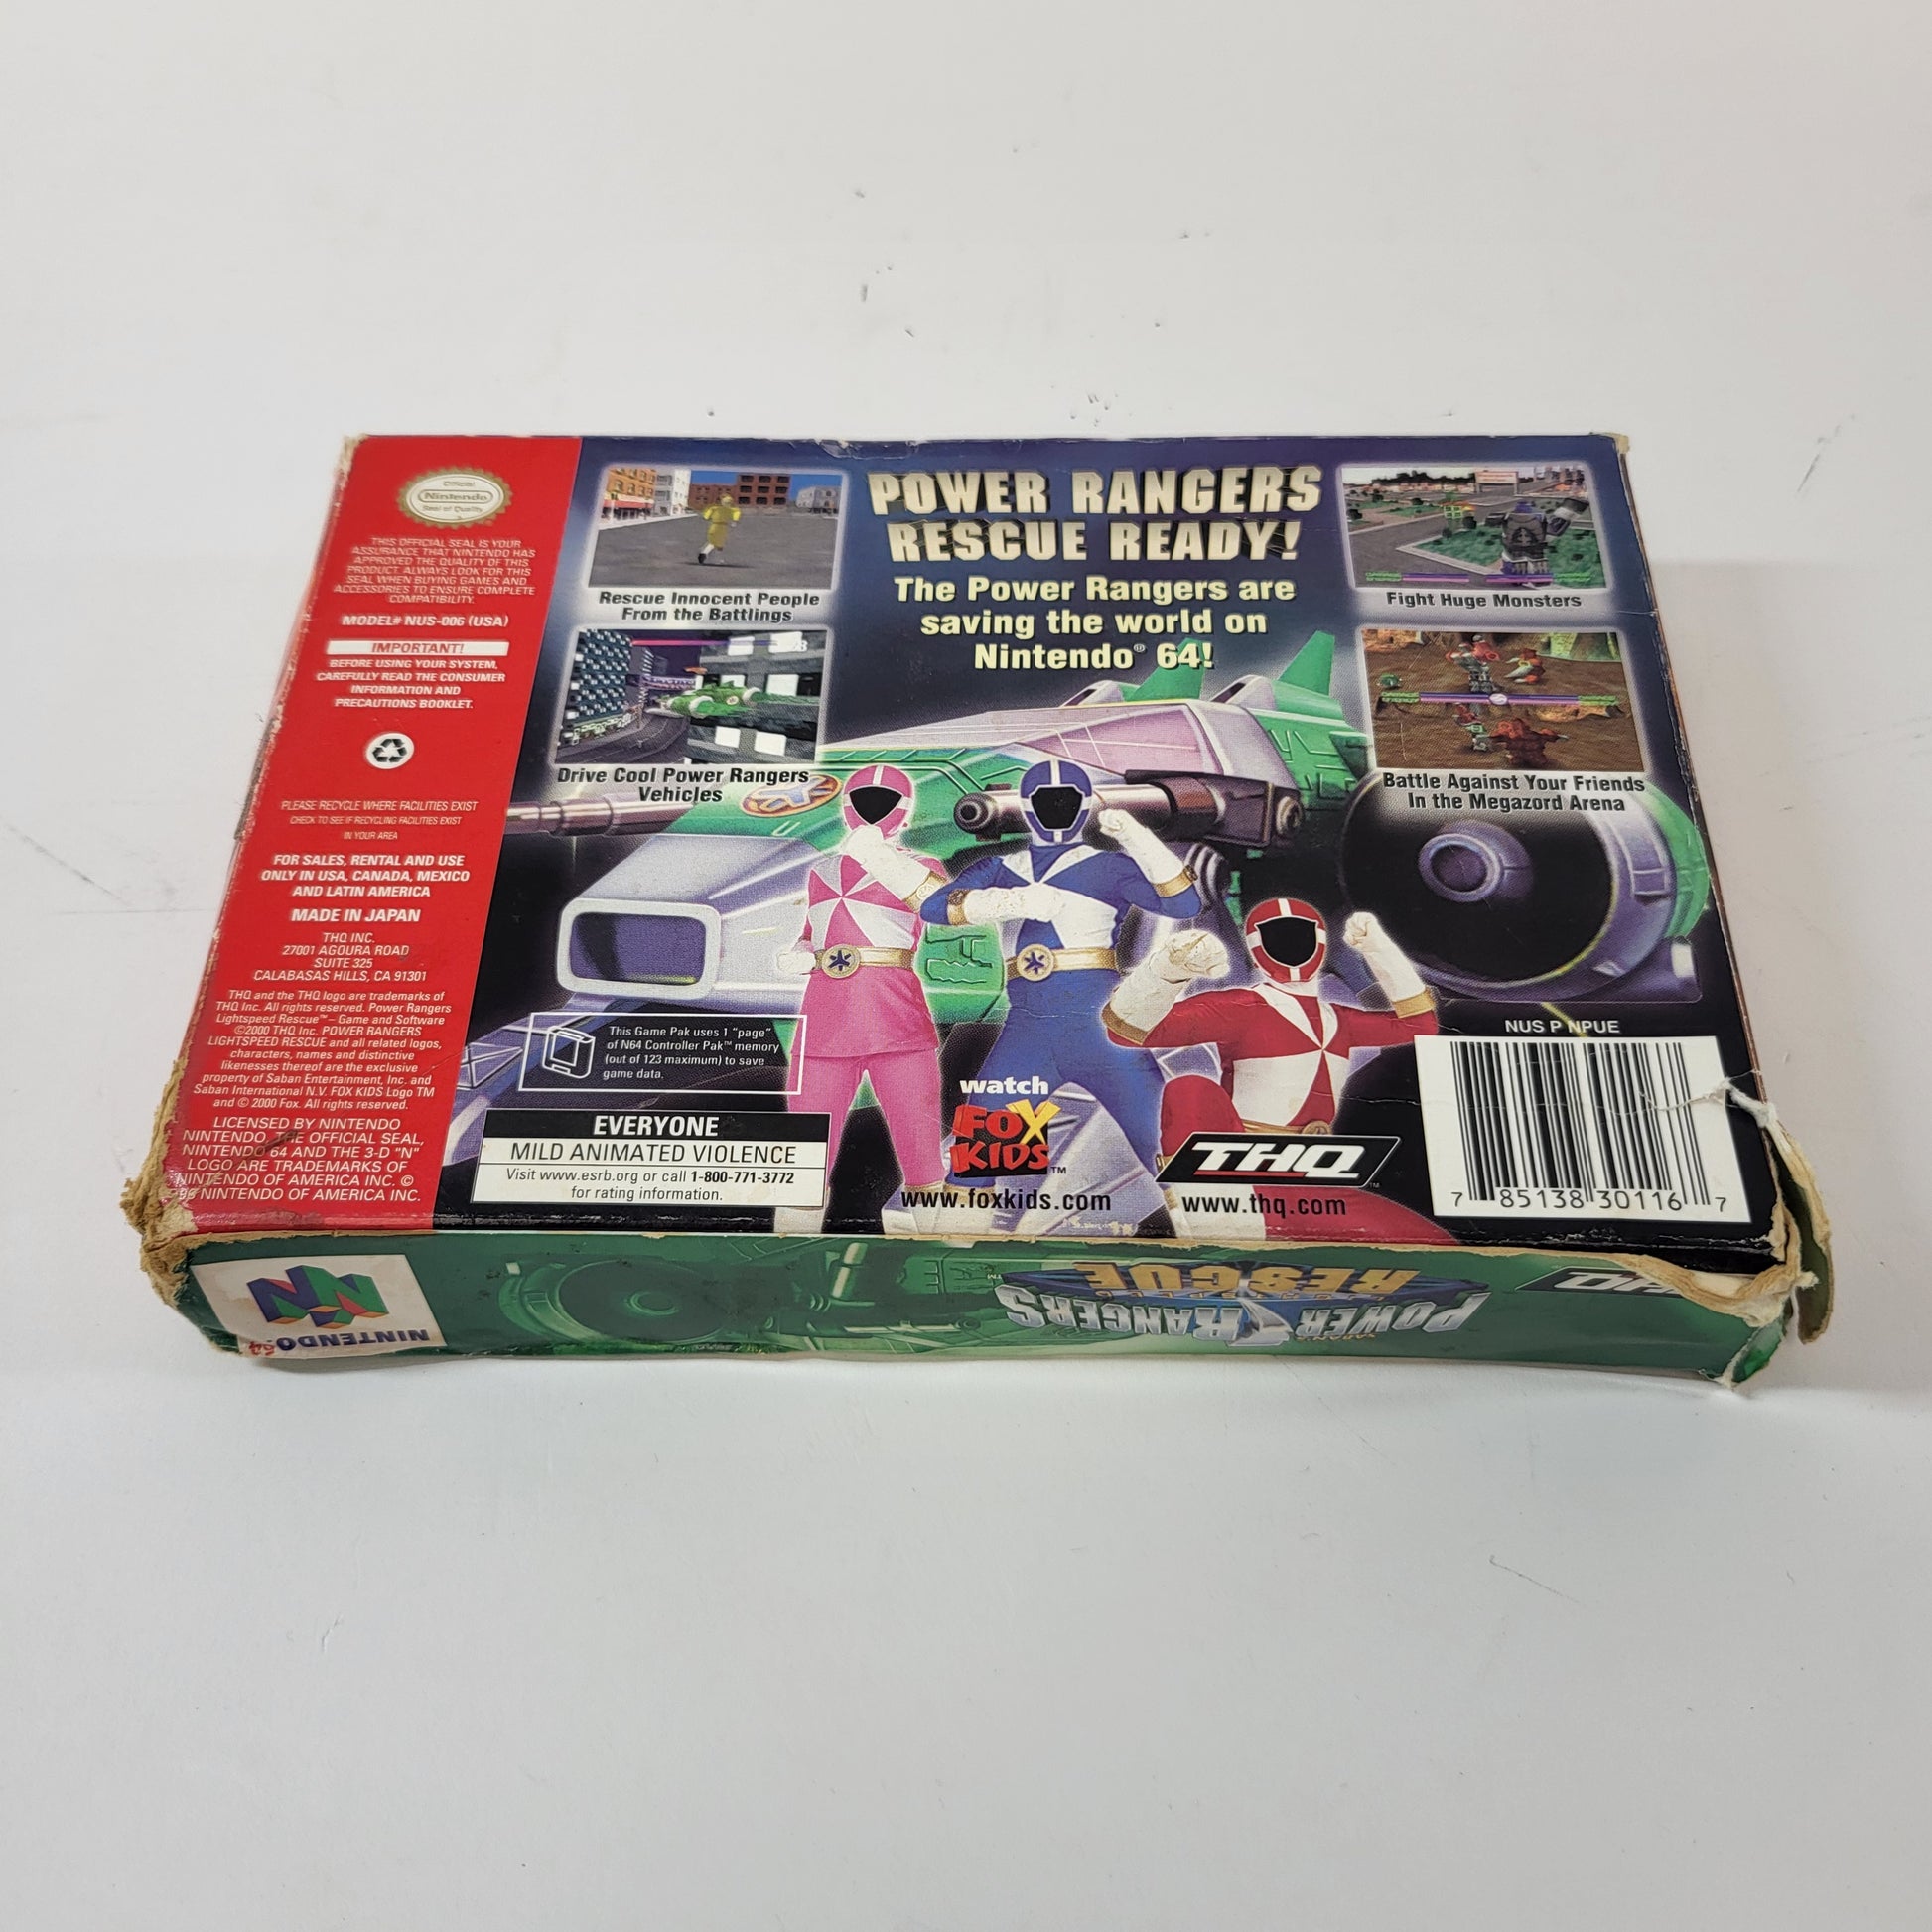 Official
Nintendo
Seal of Quality
THIS OFFICIAL SEAL IS YOUR
ASSURANCE THAT NINTENDO HAS
APPROVED THE QUALITY OF THIS
PRODUCT. ALWAYS LOOK FOR THIS
SEAL WHEN BUYING GAMES AND
ACCESSORIES TO ENSURE COMPLETE
COMPATIBILITY.
MODEL# NUS-006 (USA)
IMPORTANT!
BEFORE USING YOUR SYSTEM,
CAREFULLY READ THE CONSUMER
INFORMATION AND
PRECAUTIONS BOOKLET.
PLEASE RECYCLE WHERE FACILITIES EXIST
CHECK TO SEE IF RECYCLING FACILITIES EXIST
IN YOUR AREA
FOR SALES, RENTAL AND USE
ONLY IN USA, CANADA, MEXICO
AND LATIN AMERICA
MADE IN JAPAN
THQ INC.
27001 AGOURA ROAD
SUITE 325
CALABASAS HILLS, CA 91301
THQ and the THQ logo are trademarks of
THQ Inc. All rights reserved. Power Rangers
Lightspeed Rescue™ – Game and Software
©2000 THQ Inc. POWER RANGERS
LIGHTSPEED RESCUE and all related logos,
characters, names and distinctive
likenesses thereof are the exclusive
property of Saban Entertainment, Inc. and
Saban International N.V. FOX KIDS Logo TM
and © 2000 Fox. All rights reserved.
LICENSED BY NINTENDO
NINTENDO, THE OFFICIAL SEAL,
NINTENDO 64 AND THE 3-D "N"
LOGO ARE TRADEMARKS OF
NINTENDO OF AMERICA INC. ©
NINTENDO OF AMERICA INC.
Rescue Innocent People
From the Battlings
Drive Cool Power Rangers
Vehicles
POWER RANGERS
RESCUE READY!
The Power Rangers are
saving the world on
Nintendo® 64!
Fight Huge Monsters
Battle Against Your Friends
In the Megazord Arena
This Game Pak uses 1 "page"
of N64 Controller Pak™ memory
(out of 123 maximum) to save
game data.
EVERYONE
MILD ANIMATED VIOLENCE
Visit www.esrb.org or call 1-800-771-3772
for rating information.
watch
FOX
KIDS™
www.foxkids.com
THQ™
www.thq.com
NUS P NPUE
7 85138 30116 7
NINTENDO 64
POWER RANGERS
RESCUE™
THQ